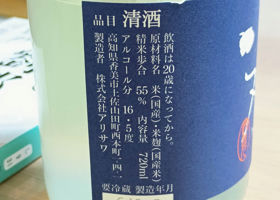 品目 清酒
飲酒は20歳になってから。
原材料名 米(国産)・米麹(国産米)
精米歩合 55% 内容量 720ml
アルコール分 16.5度
高知県香美市土佐山田町西本町一丨四丨一
製造者 株式会社アリサワ
要冷蔵 製造年月